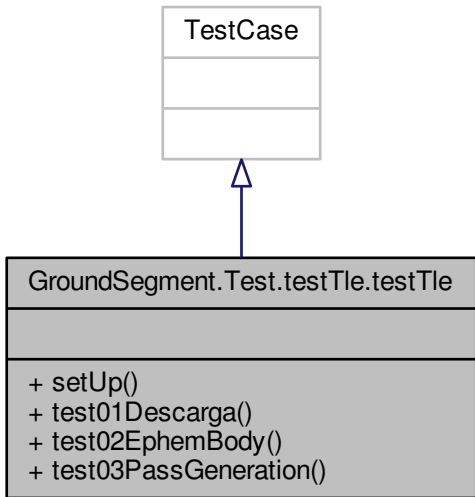 TestCase
GroundSegment.Test.testTle.testTle
+ setUp()
+ test01Descarga()
+ test02EphemBody()
+ test03PassGeneration()